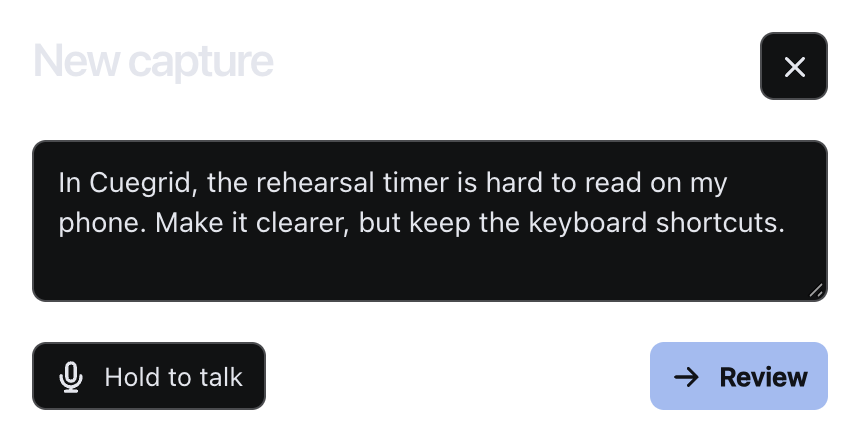 New capture
In Cuegrid, the rehearsal timer is hard to read on my
phone. Make it clearer, but keep the keyboard shortcuts.
Hold to talk
Review